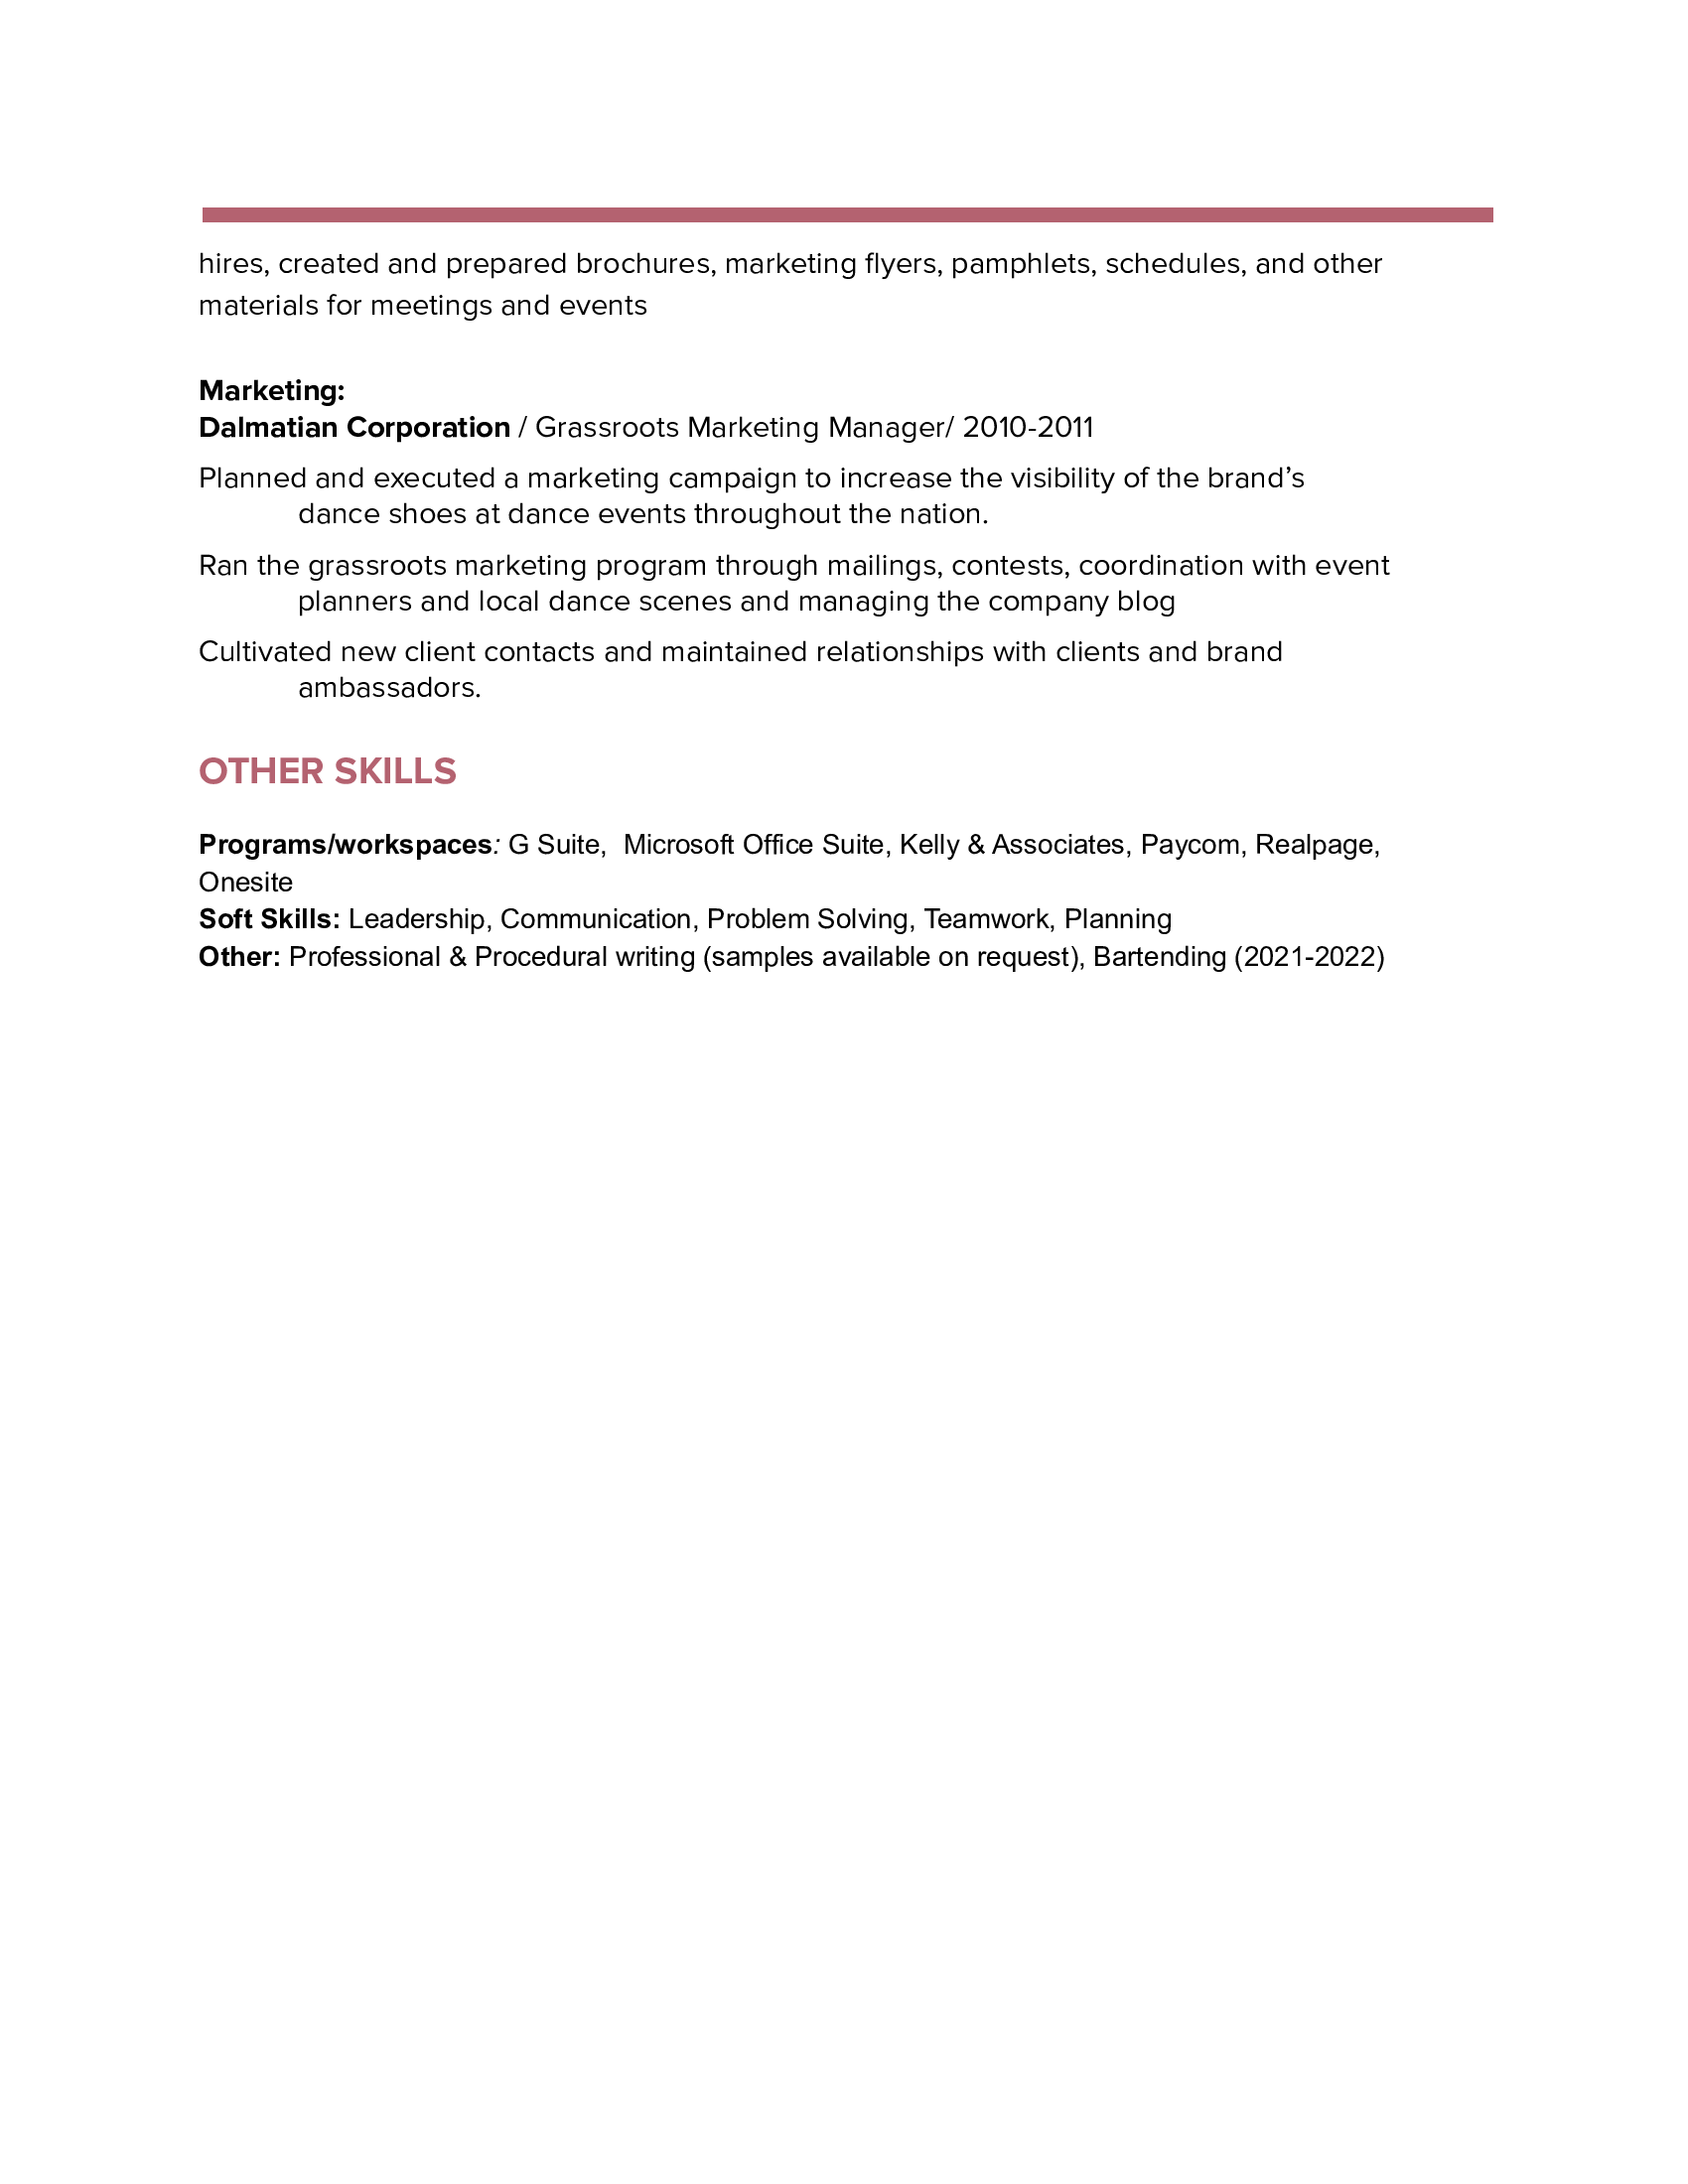 hires, created and prepared brochures, marketing flyers, pamphlets, schedules, and other
materials for meetings and events
Marketing:
Dalmatian Corporation / Grassroots Marketing Manager/ 2010-2011
Planned and executed a marketing campaign to increase the visibility of the brand’s
dance shoes at dance events throughout the nation.
Ran the grassroots marketing program through mailings, contests, coordination with event
planners and local dance scenes and managing the company blog
Cultivated new client contacts and maintained relationships with clients and brand
ambassadors.
OTHER SKILLS
Programs/workspaces: G Suite,  Microsoft Office Suite, Kelly & Associates, Paycom, Realpage,
Onesite
Soft Skills: Leadership, Communication, Problem Solving, Teamwork, Planning
Other: Professional & Procedural writing (samples available on request), Bartending (2021-2022)